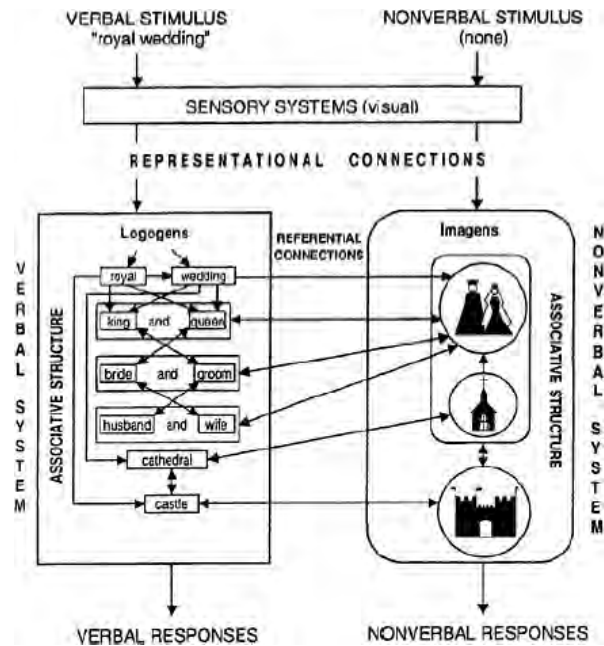 VERBAL STIMULUS
"royal wedding"
NONVERBAL STIMULUS
(none)
SENSORY SYSTEMS (visual)
REPRESENTATIONAL CONNECTIONS
VERBAL SYSTEM
ASSOCIATIVE STRUCTURE
Logogens
royal wedding
king and queen
bride and groom
husband and wife
cathedral
castle
REFERENTIAL
CONNECTIONS
Imagens
ASSOCIATIVE STRUCTURE
NONVERBAL SYSTEM
VERBAL RESPONSES
NONVERBAL RESPONSES